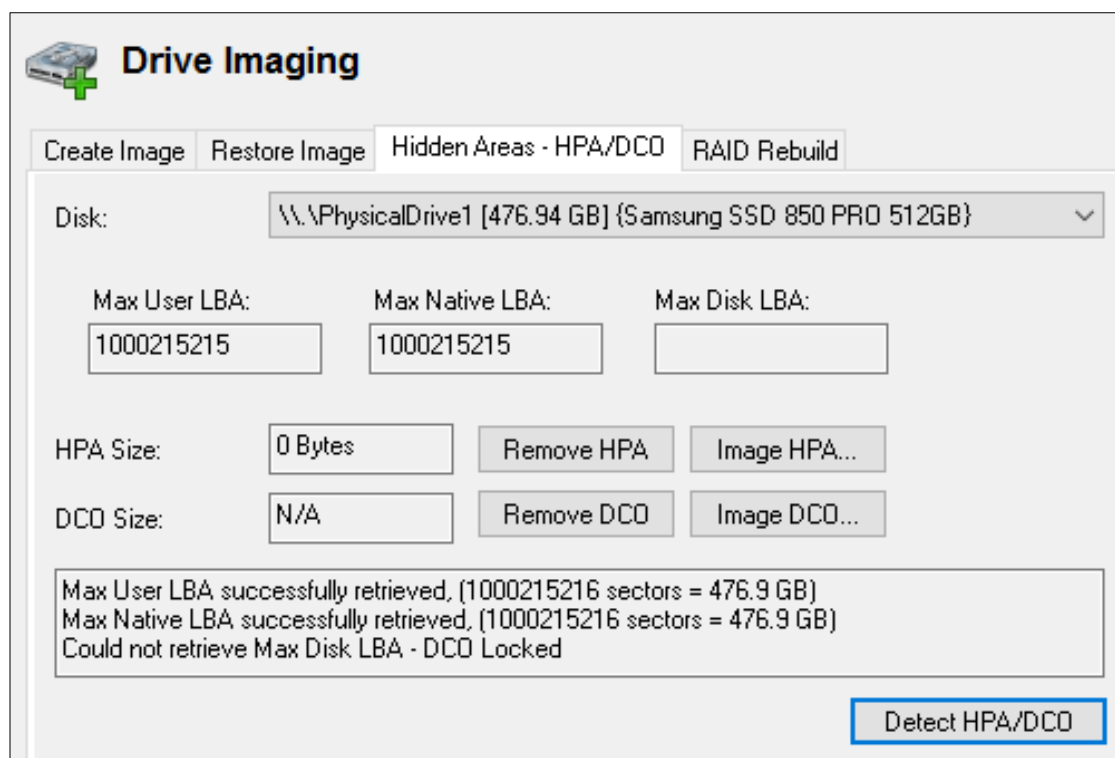 Drive Imaging
Create Image Restore Image Hidden Areas - HPA/DCO RAID Rebuild
Disk: \\.\PhysicalDrive1 [476.94 GB] {Samsung SSD 850 PRO 512GB}
Max User LBA: Max Native LBA: Max Disk LBA:
1000215215 1000215215
HPA Size: 0 Bytes Remove HPA Image HPA...
DCO Size: N/A Remove DCO Image DCO...
Max User LBA successfully retrieved, (1000215216 sectors = 476.9 GB)
Max Native LBA successfully retrieved, (1000215216 sectors = 476.9 GB)
Could not retrieve Max Disk LBA - DCO Locked
Detect HPA/DCO